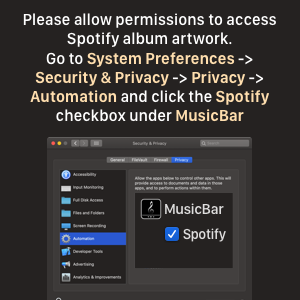 Please allow permissions to access
Spotify album artwork.
Go to System Preferences ->
Security & Privacy -> Privacy ->
Automation and click the Spotify
checkbox under MusicBar
Security & Privacy
Search
General FileVault Firewall Privacy
Accessibility
Input Monitoring
Full Disk Access
Files and Folders
Screen Recording
Automation
Developer Tools
Advertising
Analytics & Improvements
Allow the apps below to control other apps. This will
provide access to documents and data in those
apps, and to perform actions within them.
MusicBar
Spotify